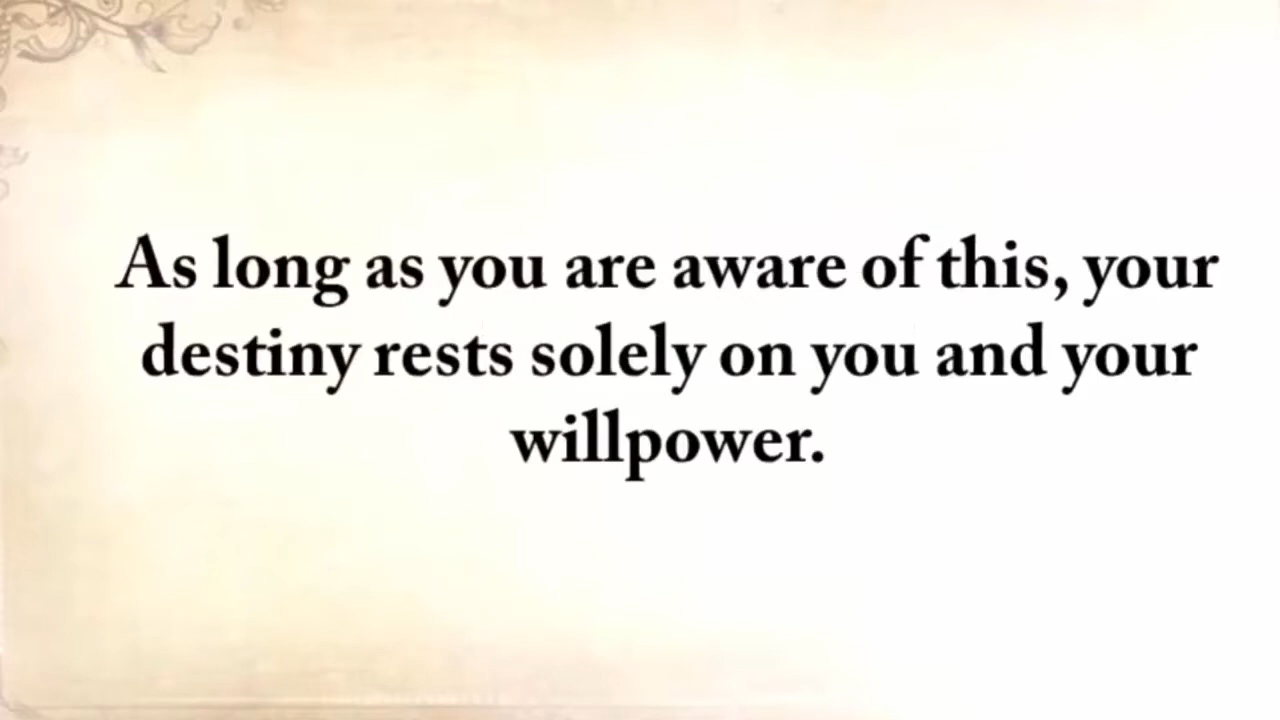 As long as you are aware of this, your
destiny rests solely on you and your
willpower.